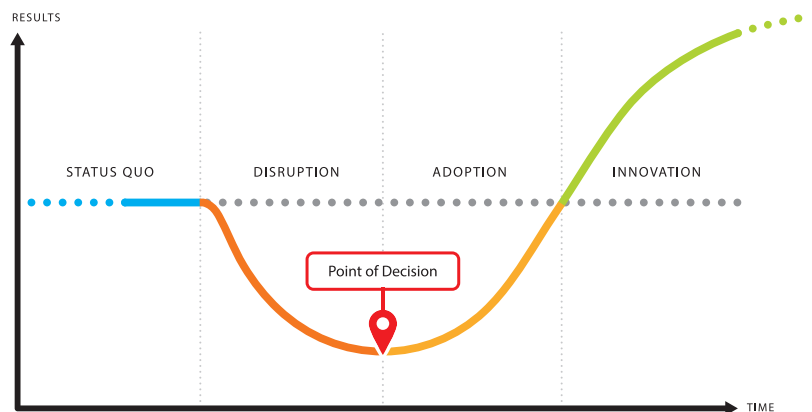 RESULTS
STATUS QUO
DISRUPTION
ADOPTION
INNOVATION
Point of Decision
TIME